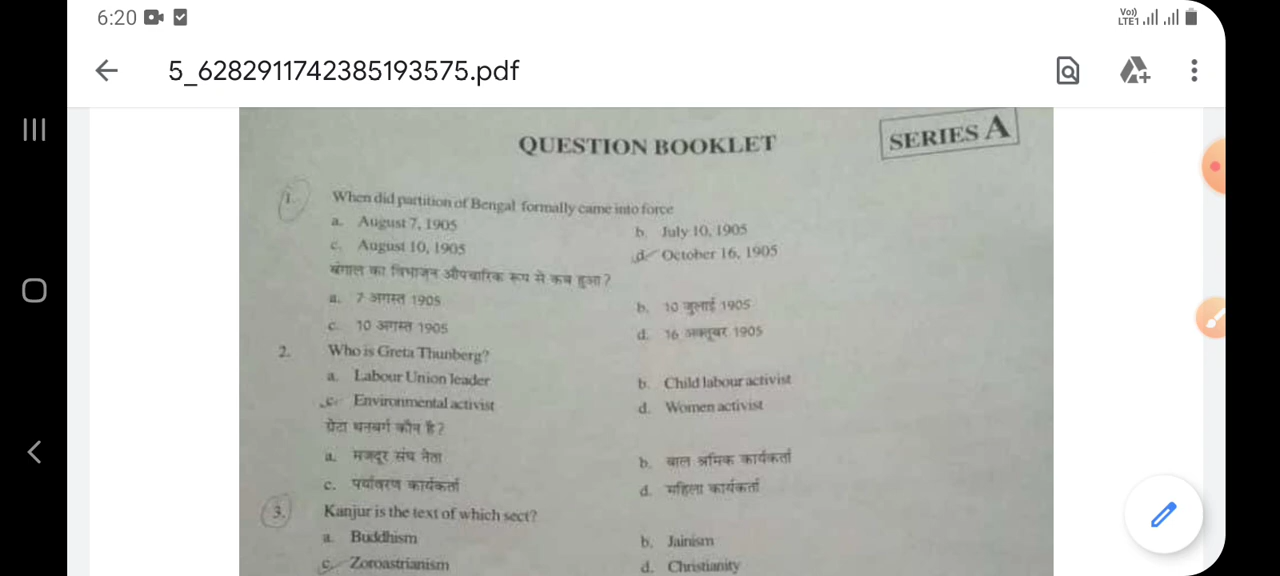 6:20
Vo)) LTE1
5_6282911742385193575.pdf
QUESTION BOOKLET
SERIES A
1. When did partition of Bengal formally came into force
a. August 7, 1905 b. July 10, 1905
c. August 10, 1905 d. October 16, 1905
बंगाल का विभाजन औपचारिक रूप से कब हुआ?
a. 7 अगस्त 1905 b. 10 जुलाई 1905
c. 10 अगस्त 1905 d. 16 अक्तूबर 1905
2. Who is Greta Thunberg?
a. Labour Union leader b. Child labour activist
c. Environmental activist d. Women activist
ग्रेटा थनबर्ग कौन है?
a. मजदूर संघ नेता b. बाल श्रमिक कार्यकर्ता
c. पर्यावरण कार्यकर्ता d. महिला कार्यकर्ता
3. Kanjur is the text of which sect?
a. Buddhism b. Jainism
c. Zoroastrianism d. Christianity